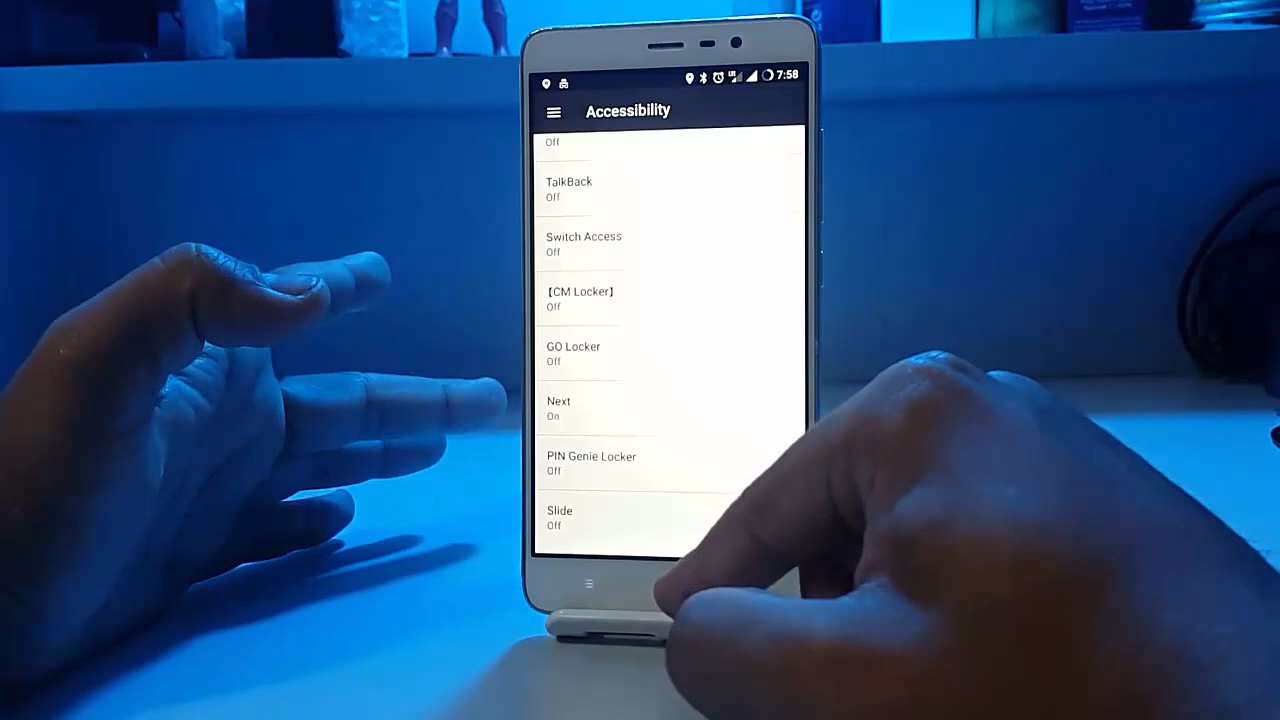 7:58
Accessibility
Off
TalkBack
Off
Switch Access
Off
【CM Locker】
Off
GO Locker
Off
Next
On
PIN Genie Locker
Off
Slide
Off